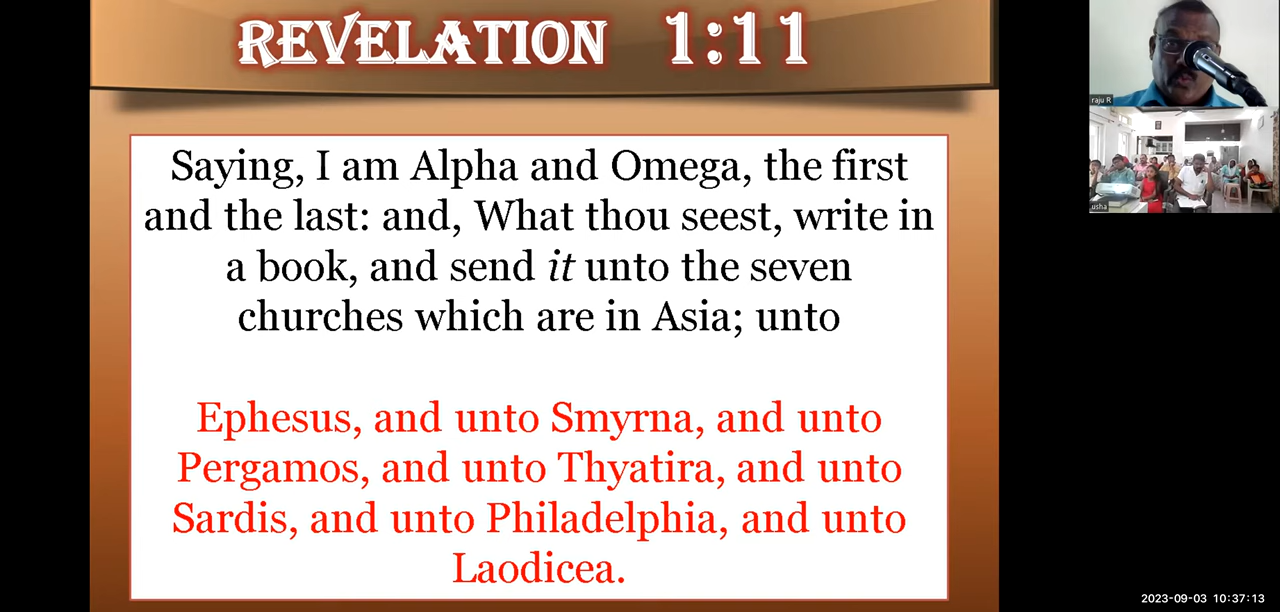 REVELATION 1:11
Saying, I am Alpha and Omega, the first
and the last: and, What thou seest, write in
a book, and send it unto the seven
churches which are in Asia; unto
Ephesus, and unto Smyrna, and unto
Pergamos, and unto Thyatira, and unto
Sardis, and unto Philadelphia, and unto
Laodicea.
raju R
usha
2023-09-03 10:37:13